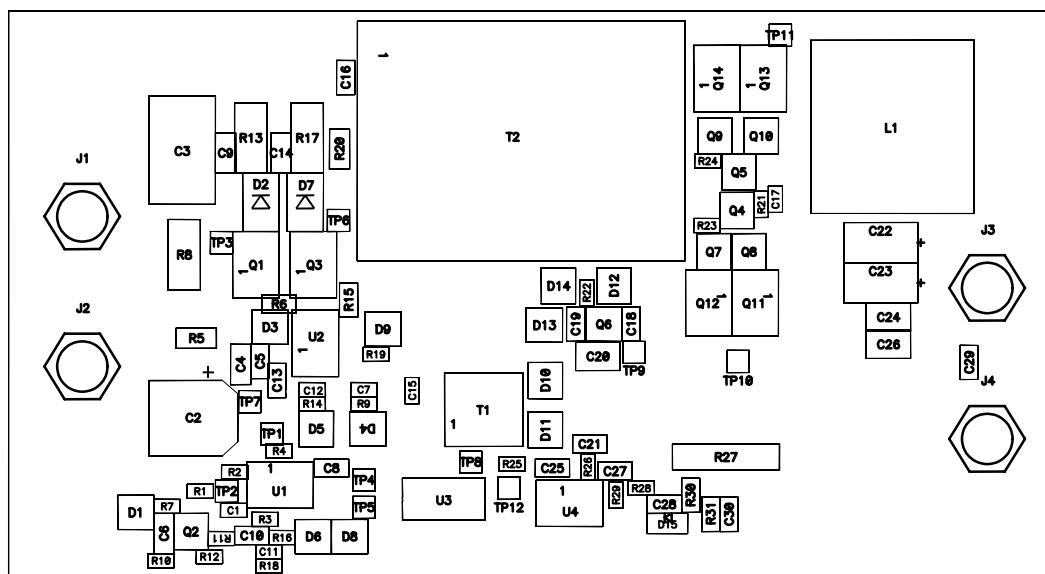 TP11
C16
Q14
Q13
1
1
1
T2
L1
R13
R17
C3
C9
C14
R20
Q9
Q10
J1
R24
Q5
D2
D7
R21
C17
Q4
TP6
R23
TP3
R8
C22
+
J3
Q1
Q3
Q7
Q8
1
1
C23
+
D14
R22
D12
R6
R15
Q12
1
Q11
1
J2
C24
R5
D3
U2
D9
D13
C19
Q6
C18
1
R19
C20
TP9
C26
C4
C5
TP10
C29
+
C13
C12
C7
C15
D10
J4
TP7
R14
R9
C2
T1
1
D5
D4
D11
TP1
C21
R4
R27
TP8
R25
C25
R26
C27
R2
1
C8
TP4
R1
TP2
U1
U3
TP12
1
U4
R29
R28
R30
D1
R7
C1
TP5
C28
R31
C30
D15
C6
Q2
R3
R11
C10
R16
D6
D8
R10
R12
C11
R18